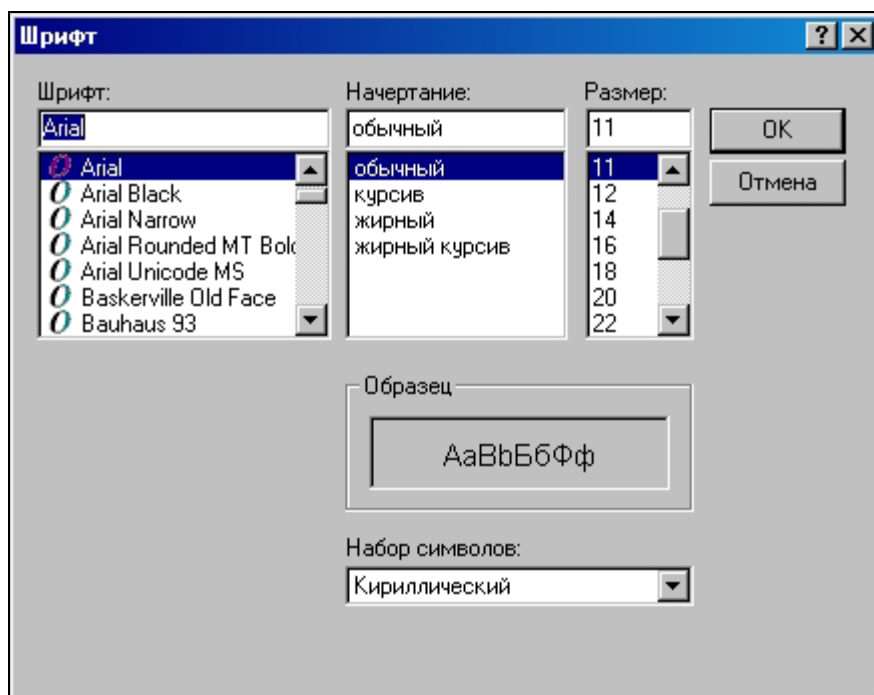 Шрифт
Шрифт:
Arial
Arial
Arial Black
Arial Narrow
Arial Rounded MT Bolc
Arial Unicode MS
Baskerville Old Face
Bauhaus 93
Начертание:
обычный
обычный
курсив
жирный
жирный курсив
Размер:
11
11
12
14
16
18
20
22
OK
Отмена
Образец
АаВbБбФф
Набор символов:
Кириллический